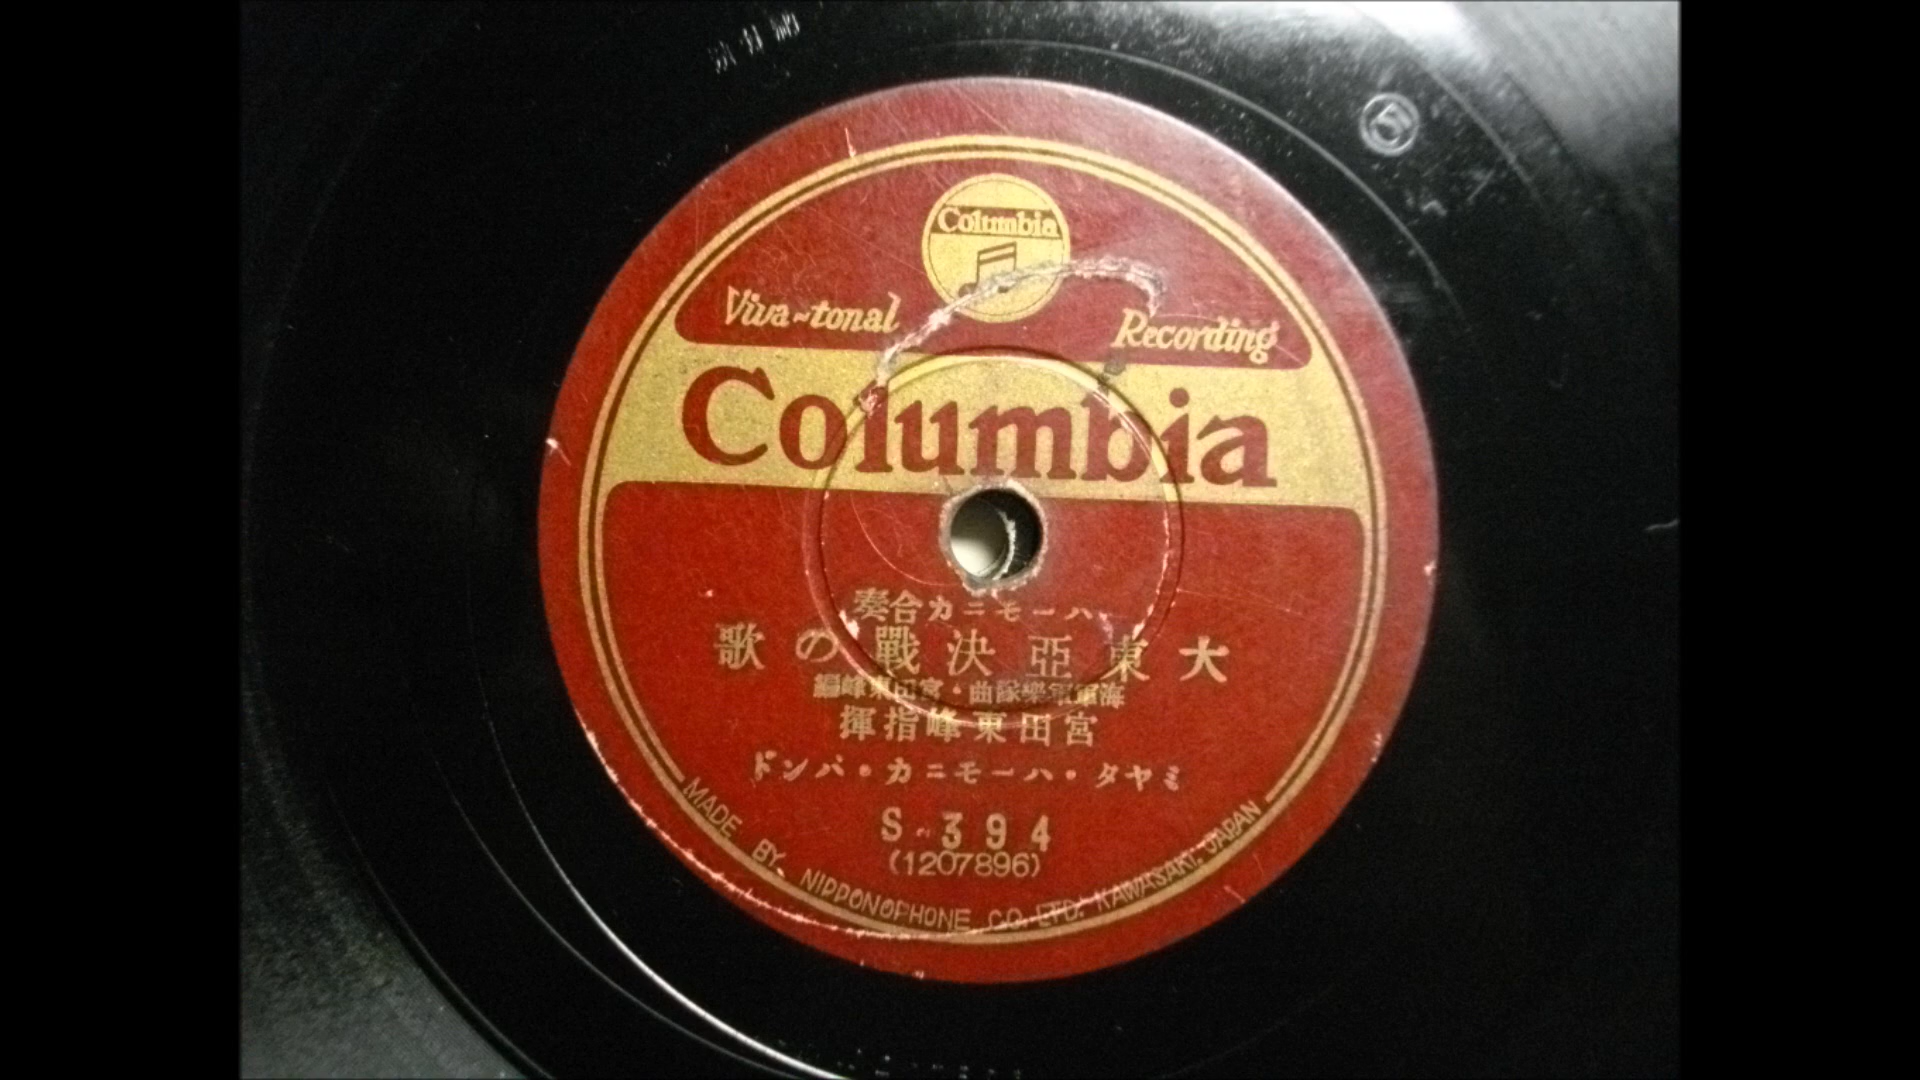 Columbia
Viva-tonal Recording
Columbia
ハーモニカ合奏
大東亞決戰の歌
海軍軍樂隊曲・宮田東峰編
宮田東峰指揮
ミヤタ・ハーモニカ・バンド
S-394
(1207896)
MADE BY NIPPONOPHONE CO. LTD. KAWASAKI, JAPAN
5